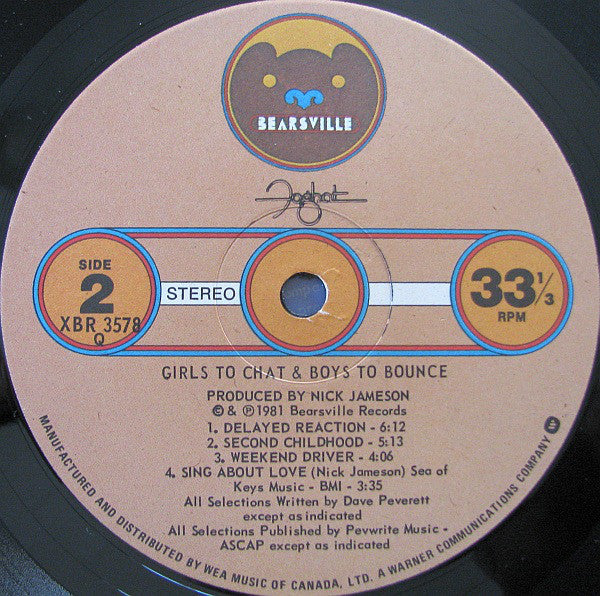 BEARSVILLE
Foghat
SIDE
2
XBR 3578
Q
STEREO
33 1/3
RPM
GIRLS TO CHAT & BOYS TO BOUNCE
PRODUCED BY NICK JAMESON
© & ℗ 1981 Bearsville Records
1. DELAYED REACTION - 6:12
2. SECOND CHILDHOOD - 5:13
3. WEEKEND DRIVER - 4:06
4. SING ABOUT LOVE (Nick Jameson) Sea of
Keys Music - BMI - 3:35
All Selections Written by Dave Peverett
except as indicated
All Selections Published by Pevwrite Music -
ASCAP except as indicated
MANUFACTURED AND DISTRIBUTED BY WEA MUSIC OF CANADA, LTD. A WARNER COMMUNICATIONS COMPANY